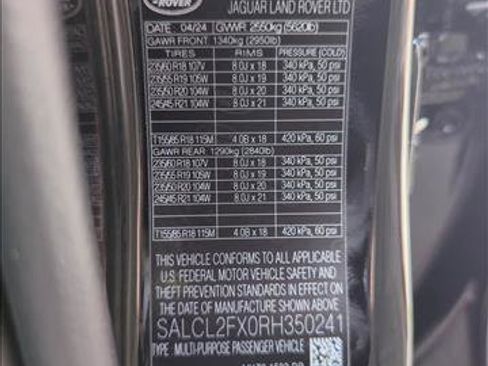 ROVER JAGUAR LAND ROVER LTD
DATE: 04/24 GVWR 2550kg (5620lb)
GAWR FRONT: 1340kg (2950lb)
TIRES RIMS PRESSURE (COLD)
235/60 R18 107V 8.0J x 18 340 kPa, 50 psi
235/55 R19 105W 8.0J x 19 340 kPa, 50 psi
235/50 R20 104W 8.0J x 20 340 kPa, 50 psi
245/45 R21 104W 8.0J x 21 340 kPa, 50 psi
T155/85 R18 115M 4.0B x 18 420 kPa, 60 psi
GAWR REAR: 1290kg (2840lb)
235/60 R18 107V 8.0J x 18 340 kPa, 50 psi
235/55 R19 105W 8.0J x 19 340 kPa, 50 psi
235/50 R20 104W 8.0J x 20 340 kPa, 50 psi
245/45 R21 104W 8.0J x 21 340 kPa, 50 psi
T155/85 R18 115M 4.0B x 18 420 kPa, 60 psi
THIS VEHICLE CONFORMS TO ALL APPLICABLE
U.S. FEDERAL MOTOR VEHICLE SAFETY AND
THEFT PREVENTION STANDARDS IN EFFECT ON
THE DATE OF MANUFACTURE SHOWN ABOVE
SALCL2FX0RH350241
TYPE: MULTI-PURPOSE PASSENGER VEHICLE